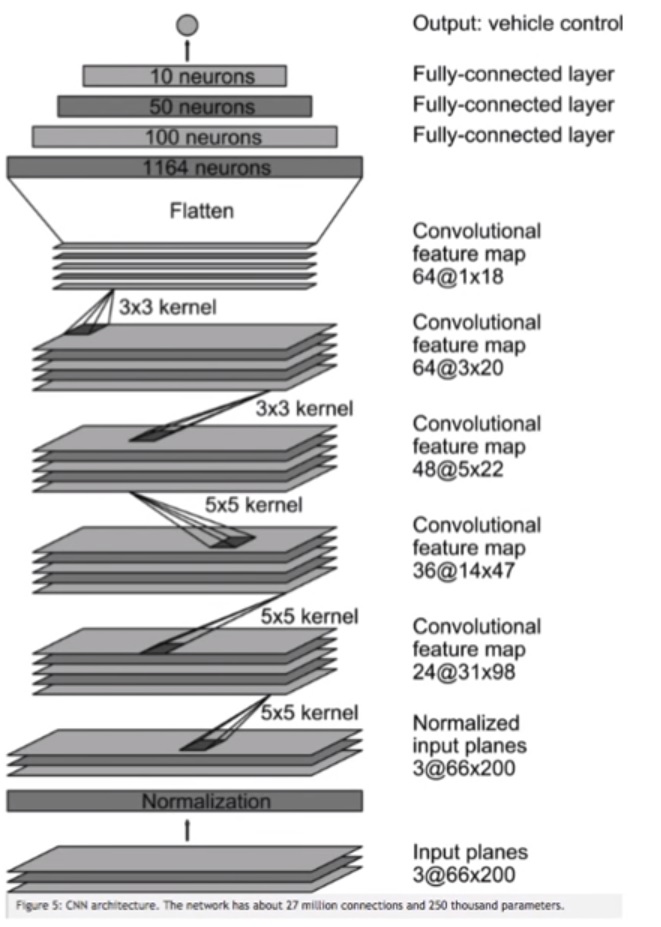 Output: vehicle control
10 neurons
Fully-connected layer
50 neurons
Fully-connected layer
100 neurons
Fully-connected layer
1164 neurons
Flatten
Convolutional
feature map
64@1x18
3x3 kernel
Convolutional
feature map
64@3x20
3x3 kernel
Convolutional
feature map
48@5x22
5x5 kernel
Convolutional
feature map
36@14x47
5x5 kernel
Convolutional
feature map
24@31x98
5x5 kernel
Normalized
input planes
3@66x200
Normalization
Input planes
3@66x200
Figure 5: CNN architecture. The network has about 27 million connections and 250 thousand parameters.